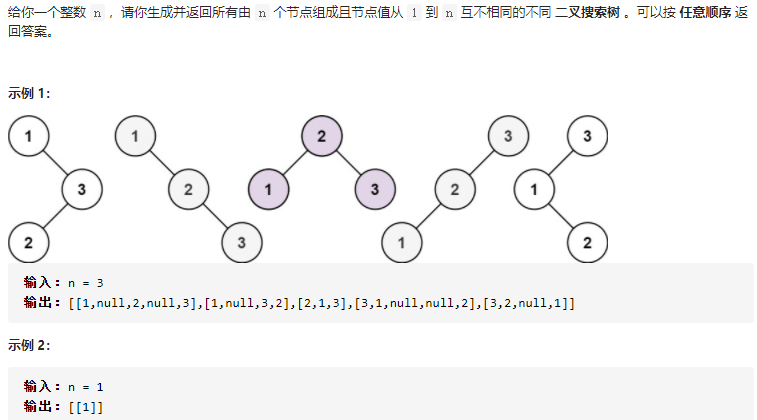 给你一个整数 n ，请你生成并返回所有由 n 个节点组成且节点值从 1 到 n 互不相同的不同 二叉搜索树 。可以按 任意顺序 返
回答案。
示例 1：
1 1 2 3 3
3 2 1 3 2 1
2 3 1 2
输入：n = 3
输出：[[1,null,2,null,3],[1,null,3,2],[2,1,3],[3,1,null,null,2],[3,2,null,1]]
示例 2：
输入：n = 1
输出：[[1]]